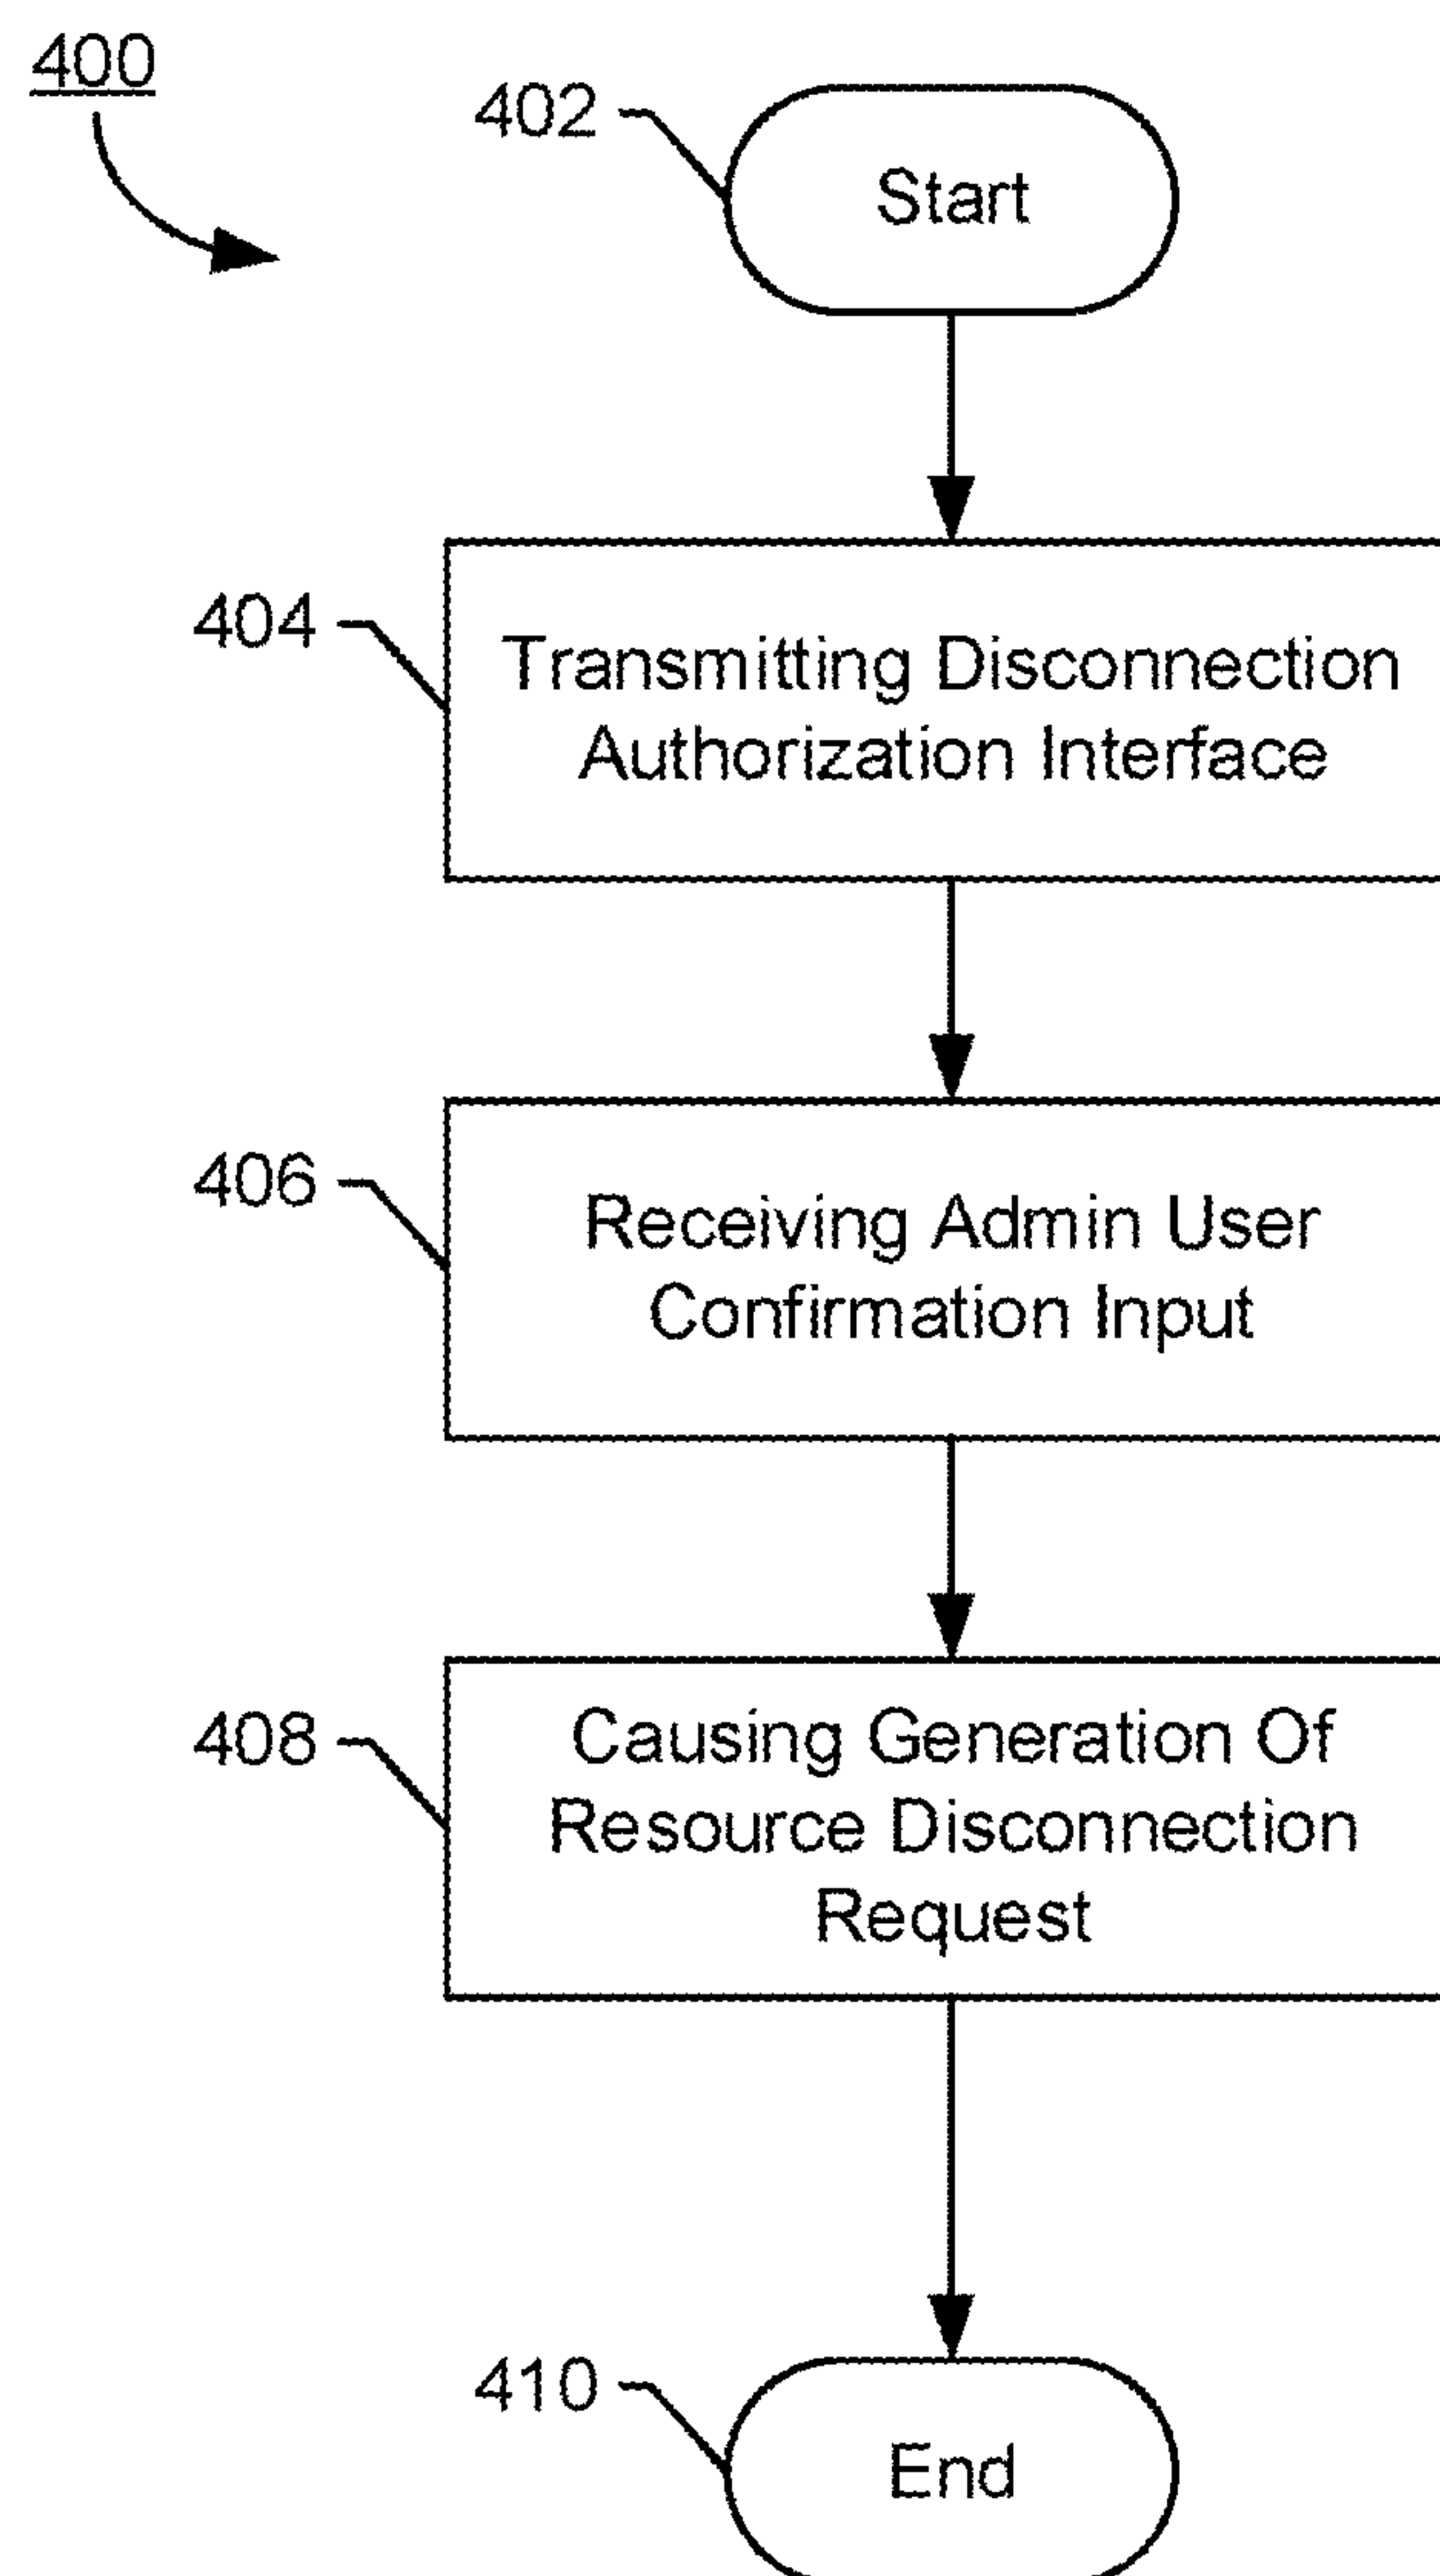 400
402
Start
404
Transmitting Disconnection
Authorization Interface
406
Receiving Admin User
Confirmation Input
408
Causing Generation Of
Resource Disconnection
Request
410
End